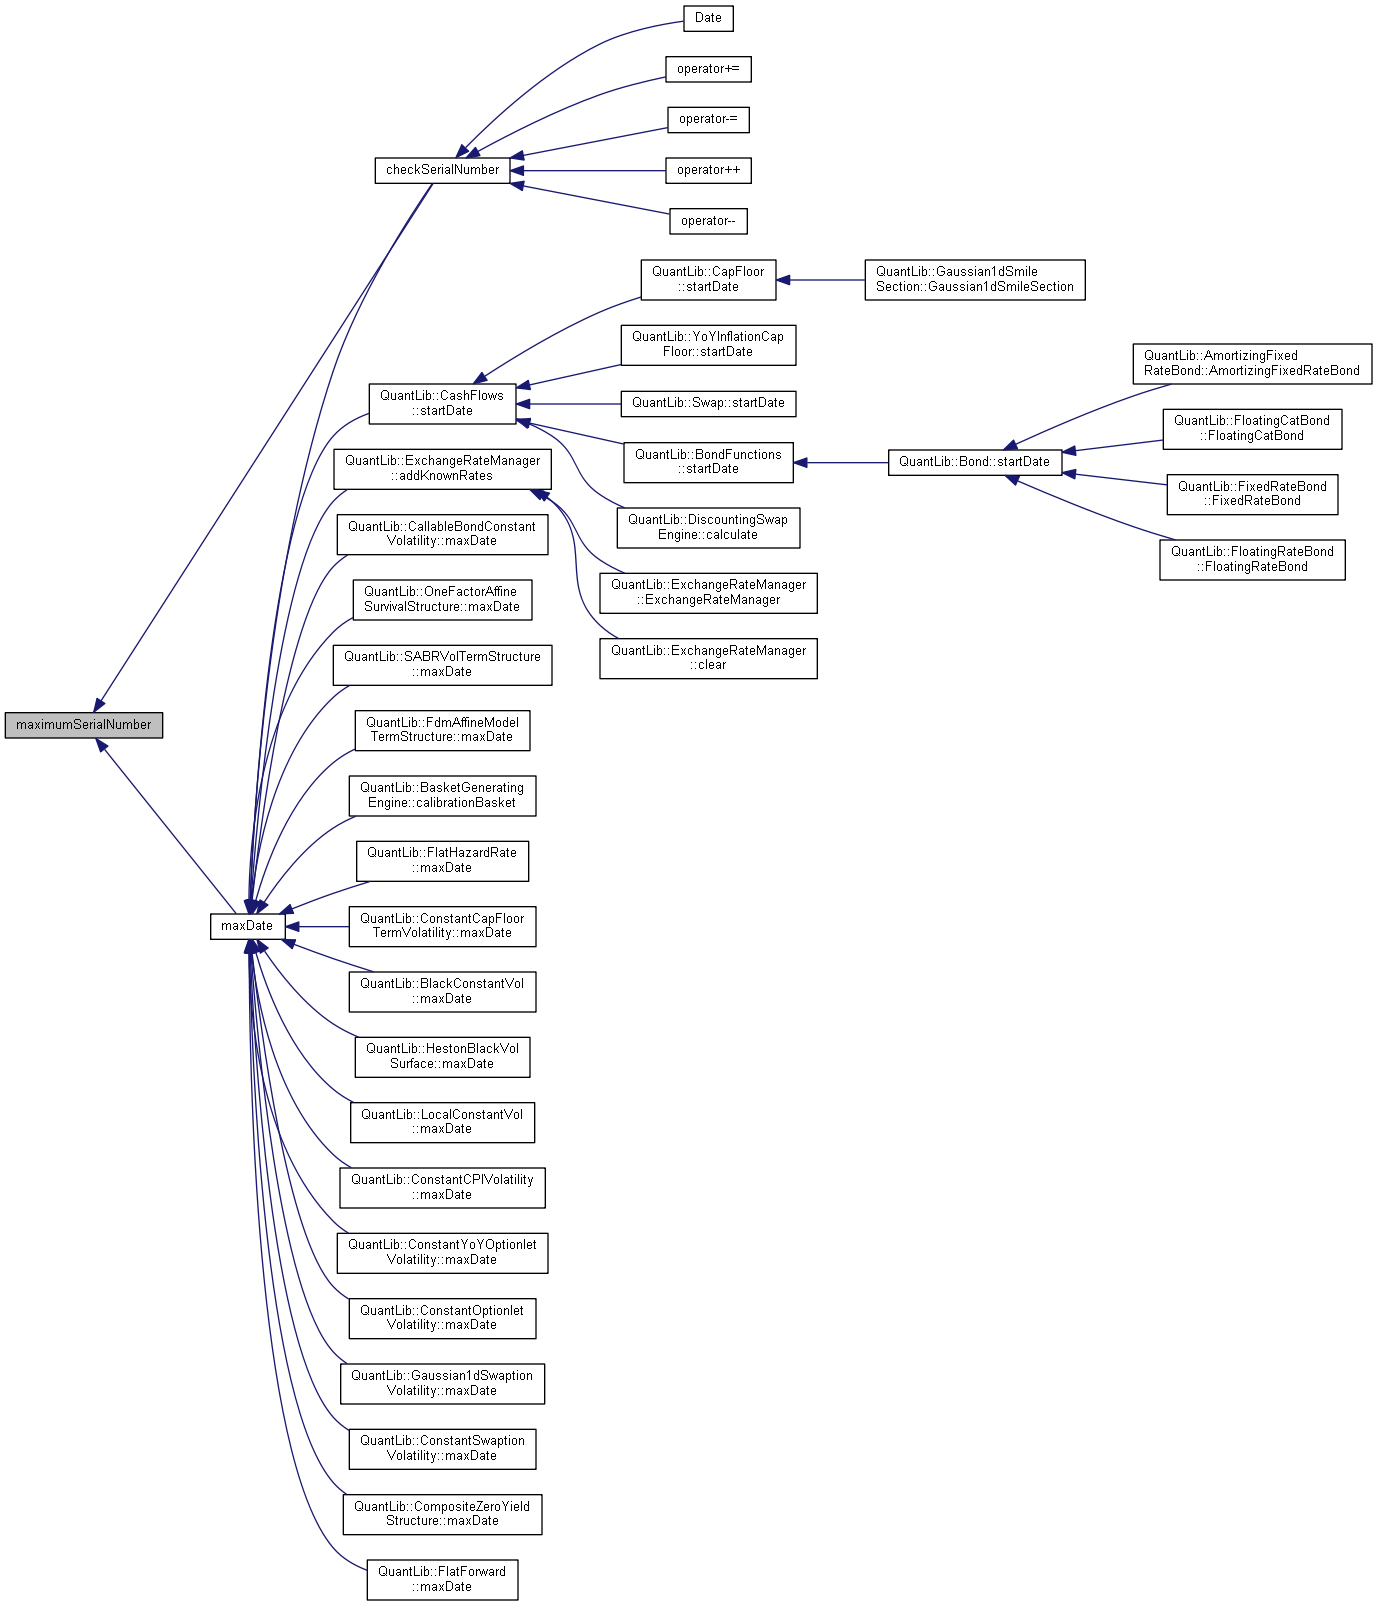 Date
operator+=
operator-=
checkSerialNumber
operator++
operator--
QuantLib::CapFloor
::startDate
QuantLib::Gaussian1dSmile
Section::Gaussian1dSmileSection
QuantLib::YoYInflationCap
Floor::startDate
QuantLib::AmortizingFixed
RateBond::AmortizingFixedRateBond
QuantLib::CashFlows
::startDate
QuantLib::Swap::startDate
QuantLib::FloatingCatBond
::FloatingCatBond
QuantLib::BondFunctions
::startDate
QuantLib::Bond::startDate
QuantLib::ExchangeRateManager
::addKnownRates
QuantLib::FixedRateBond
::FixedRateBond
QuantLib::CallableBondConstant
Volatility::maxDate
QuantLib::DiscountingSwap
Engine::calculate
QuantLib::FloatingRateBond
::FloatingRateBond
QuantLib::OneFactorAffine
SurvivalStructure::maxDate
QuantLib::ExchangeRateManager
::ExchangeRateManager
QuantLib::SABRVolTermStructure
::maxDate
QuantLib::ExchangeRateManager
::clear
maximumSerialNumber
QuantLib::FdmAffineModel
TermStructure::maxDate
QuantLib::BasketGenerating
Engine::calibrationBasket
QuantLib::FlatHazardRate
::maxDate
maxDate
QuantLib::ConstantCapFloor
TermVolatility::maxDate
QuantLib::BlackConstantVol
::maxDate
QuantLib::HestonBlackVol
Surface::maxDate
QuantLib::LocalConstantVol
::maxDate
QuantLib::ConstantCPIVolatility
::maxDate
QuantLib::ConstantYoYOptionlet
Volatility::maxDate
QuantLib::ConstantOptionlet
Volatility::maxDate
QuantLib::Gaussian1dSwaption
Volatility::maxDate
QuantLib::ConstantSwaption
Volatility::maxDate
QuantLib::CompositeZeroYield
Structure::maxDate
QuantLib::FlatForward
::maxDate